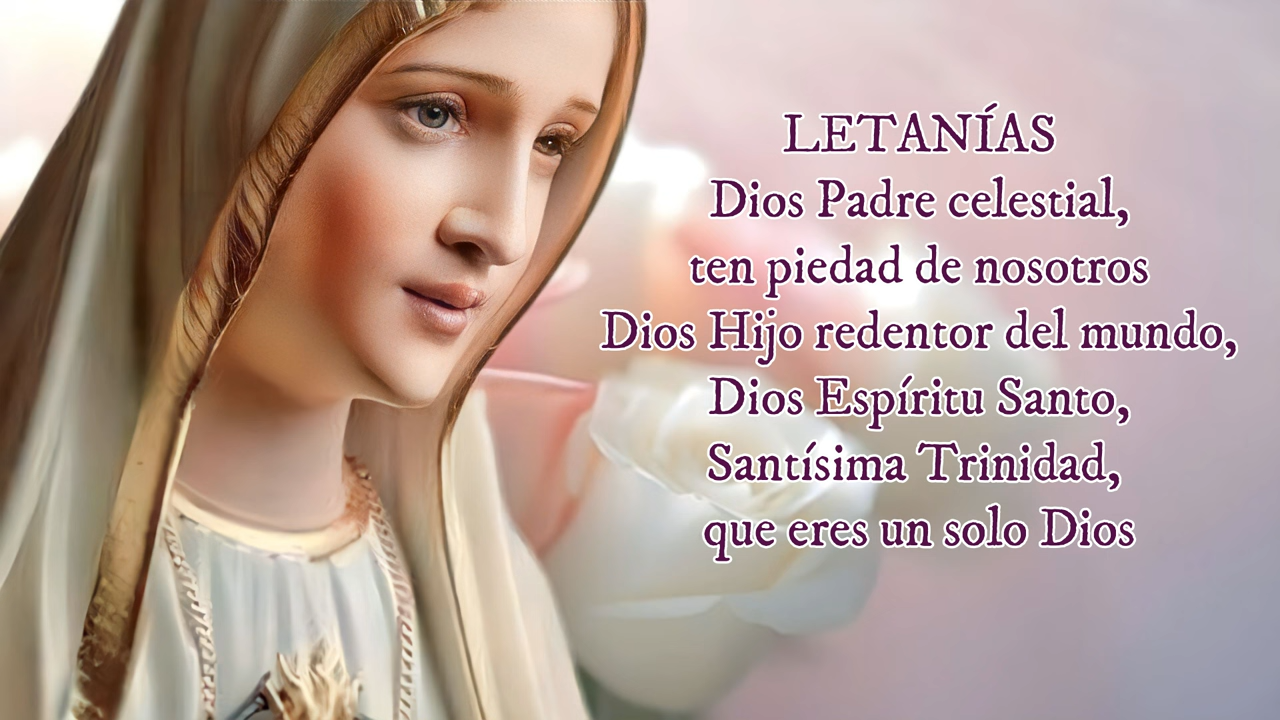 LETANÍAS
Dios Padre celestial,
ten piedad de nosotros
Dios Hijo redentor del mundo,
Dios Espíritu Santo,
Santísima Trinidad,
que eres un solo Dios